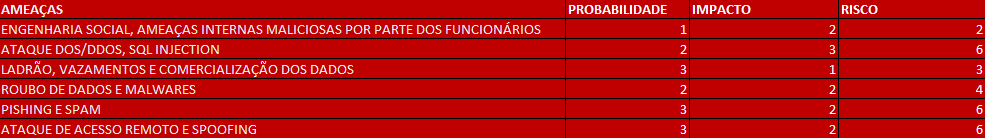 AMEAÇAS PROBABILIDADE IMPACTO RISCO
ENGENHARIA SOCIAL, AMEAÇAS INTERNAS MALICIOSAS POR PARTE DOS FUNCIONÁRIOS 1 2 2
ATAQUE DOS/DDOS, SQL INJECTION 2 3 6
LADRÃO, VAZAMENTOS E COMERCIALIZAÇÃO DOS DADOS 3 1 3
ROUBO DE DADOS E MALWARES 2 2 4
PISHING E SPAM 3 2 6
ATAQUE DE ACESSO REMOTO E SPOOFING 3 2 6